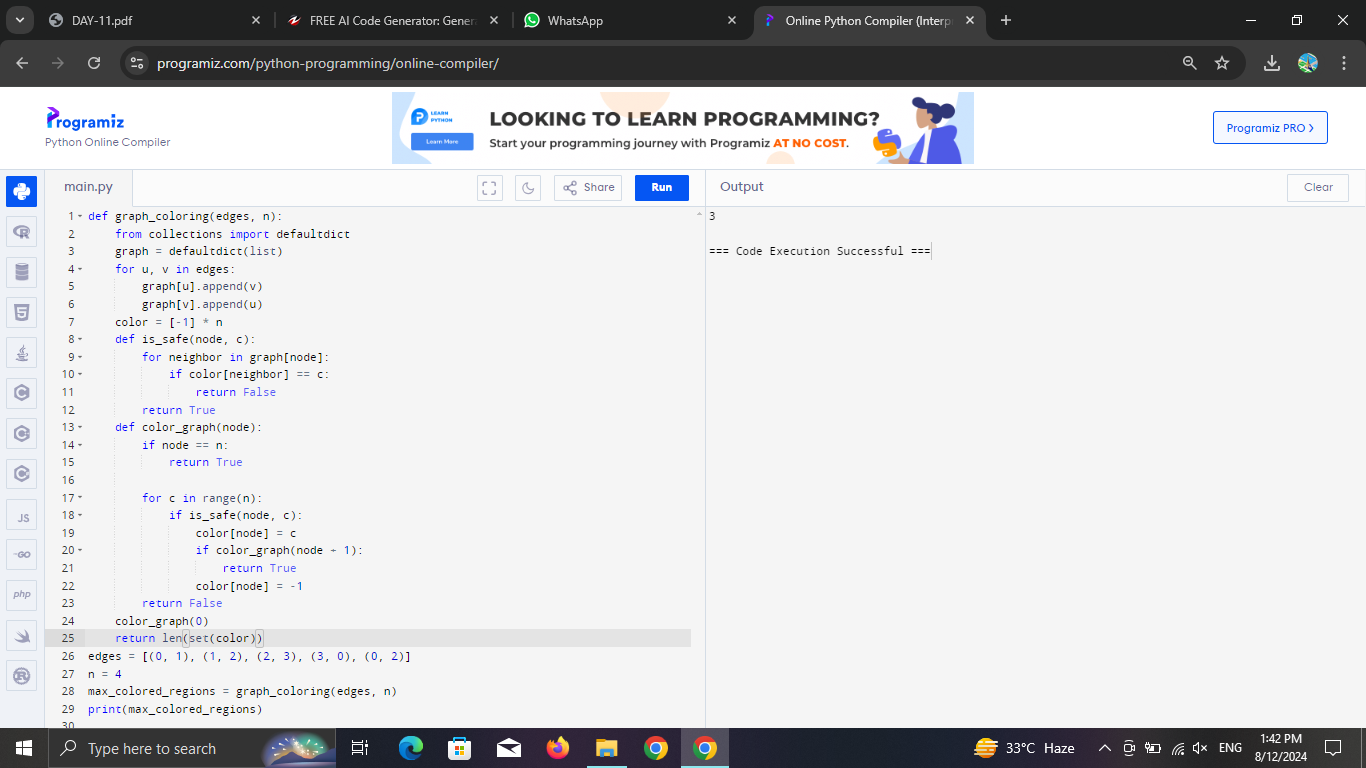 DAY-11.pdf
FREE AI Code Generator: Gener
WhatsApp
Online Python Compiler (Interp
programiz.com/python-programming/online-compiler/
Programiz
Python Online Compiler
LEARN PYTHON
Learn More
LOOKING TO LEARN PROGRAMMING?
Start your programming journey with Programiz AT NO COST.
Programiz PRO >
main.py
Share
Run
Output
Clear
1 def graph_coloring(edges, n):
2     from collections import defaultdict
3     graph = defaultdict(list)
4     for u, v in edges:
5         graph[u].append(v)
6         graph[v].append(u)
7     color = [-1] * n
8     def is_safe(node, c):
9         for neighbor in graph[node]:
10             if color[neighbor] == c:
11                 return False
12         return True
13     def color_graph(node):
14         if node == n:
15             return True
16
17         for c in range(n):
18             if is_safe(node, c):
19                 color[node] = c
20                 if color_graph(node + 1):
21                     return True
22                 color[node] = -1
23         return False
24     color_graph(0)
25     return len(set(color))
26 edges = [(0, 1), (1, 2), (2, 3), (3, 0), (0, 2)]
27 n = 4
28 max_colored_regions = graph_coloring(edges, n)
29 print(max_colored_regions)
30
3
=== Code Execution Successful ===
JS
GO
php
Type here to search
33°C Haze
ENG
1:42 PM
8/12/2024